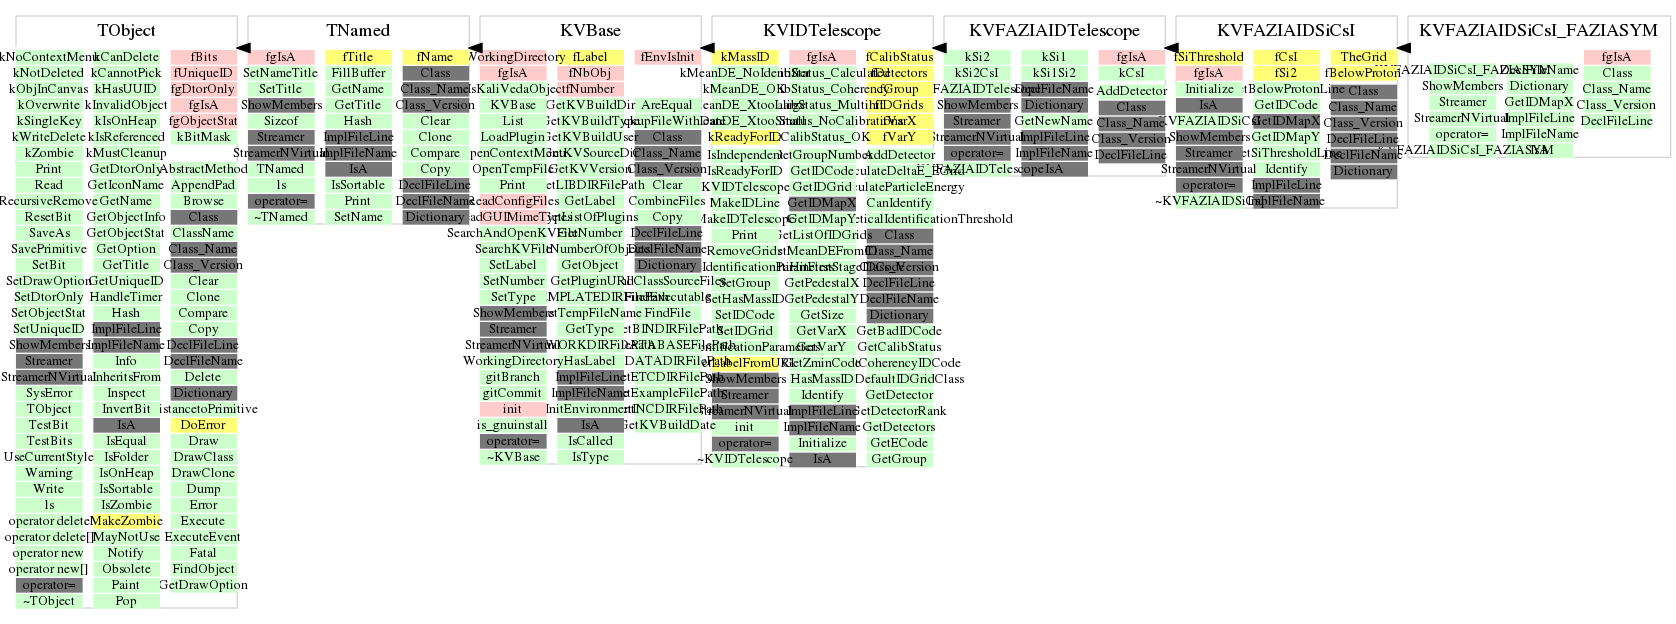 TObject
kNoContextMenu kCanDelete fBits
kNotDeleted kCannotPick fUniqueID
kObjInCanvas kHasUUID fgDtorOnly
kOverwrite kInvalidObject fgIsA
kSingleKey kIsOnHeap fgObjectStat
kWriteDelete kIsReferenced kBitMask
kZombie kMustCleanup
Print GetDtorOnly AbstractMethod
Read GetIconName AppendPad
RecursiveRemove GetName Browse
ResetBit GetObjectInfo Class
SaveAs GetObjectStat ClassName
SavePrimitive GetOption Class_Name
SetBit GetTitle Class_Version
SetDrawOption GetUniqueID Clear
SetDtorOnly HandleTimer Clone
SetObjectStat Hash Compare
SetUniqueID ImplFileLine Copy
ShowMembers ImplFileName DeclFileLine
Streamer Info DeclFileName
StreamerNVirtual InheritsFrom Delete
SysError Inspect Dictionary
TObject InvertBit DistancetoPrimitive
TestBit IsA DoError
TestBits IsEqual Draw
UseCurrentStyle IsFolder DrawClass
Warning IsOnHeap DrawClone
Write IsSortable Dump
ls IsZombie Error
operator delete MakeZombie Execute
operator delete[] MayNotUse ExecuteEvent
operator new Notify Fatal
operator new[] Obsolete FindObject
operator= Paint GetDrawOption
~TObject Pop
TNamed
fgIsA fTitle fName
SetNameTitle FillBuffer Class
SetTitle GetName Class_Name
ShowMembers GetTitle Class_Version
Sizeof Hash Clear
Streamer ImplFileLine Clone
StreamerNVirtual ImplFileName Compare
TNamed IsA Copy
ls IsSortable DeclFileLine
operator= Print DeclFileName
~TNamed SetName Dictionary
KVBase
WorkingDirectory fLabel fEnvIsInit
fgIsA fNbObj
IsKaliVedaObject fNumber
KVBase GetKVBuildDir AreEqual
List GetKVBuildType BackupFileWithDate
LoadPlugin GetKVBuildUser Class
OpenContextMenu GetKVSourceDir Class_Name
OpenTempFile GetKVVersion Class_Version
Print GetLIBDIRFilePath Clear
ReadConfigFiles GetLabel CombineFiles
ReadGUIMimeTypes GetListOfPlugins Copy
SearchAndOpenKVFile GetNumber DeclFileLine
SearchKVFile GetNumberOfObjects DeclFileName
SetLabel GetObject Dictionary
SetNumber GetPluginURI FindClassSourceFiles
SetType GetTEMPLATEDIRFilePath FindExecutable
ShowMembers GetTempFileName FindFile
Streamer GetType GetBINDIRFilePath
StreamerNVirtual GetWORKDIRFilePath GetDATABASEFilePath
WorkingDirectory HasLabel GetDATADIRFilePath
gitBranch ImplFileLine GetETCDIRFilePath
gitCommit ImplFileName GetExampleFilePath
init InitEnvironment GetINCDIRFilePath
is_gnuinstall IsA GetKVBuildDate
operator= IsCalled
~KVBase IsType
KVIDTelescope
kMassID fgIsA fCalibStatus
kMeanDE_NoIdentifie kCalibStatus_Calculated fDetectors
kMeanDE_OK kCalibStatus_Coherency fGroup
kMeanDE_XtooLarge kCalibStatus_Multihit fIDGrids
kMeanDE_XtooSmall kCalibStatus_NoCalibrations fVarX
kReadyForID kCalibStatus_OK fVarY
IsIndependent GetGroupNumber AddDetector
IsReadyForID GetIDCode
KVIDTelescope GetIDGrid CalculateParticleEnergy
MakeIDLine GetIDMapX CanIdentify
MakeIDTelescope GetIDMapY
Print GetListOfIDGrids Class
RemoveGrids GetMeanDEFromID Class_Name
Class_Version
SetGroup GetPedestalX DeclFileLine
SetHasMassID GetPedestalY DeclFileName
SetIDCode GetSize Dictionary
SetIDGrid GetVarX GetBadIDCode
GetVarY GetCalibStatus
GetZminCode GetCoherencyIDCode
ShowMembers HasMassID GetDefaultIDGridClass
Streamer Identify GetDetector
StreamerNVirtual ImplFileLine GetDetectorRank
init ImplFileName GetDetectors
operator= Initialize GetECode
~KVIDTelescope IsA GetGroup
KVFAZIAIDTelescope
kSi2 kSi1 fgIsA
kSi2CsI kSi1Si2 kCsI
KVFAZIAIDTelescope DeclFileName AddDetector
ShowMembers Dictionary Class
Streamer GetNewName Class_Name
StreamerNVirtual ImplFileLine Class_Version
operator= ImplFileName DeclFileLine
~KVFAZIAIDTelescope IsA
KVFAZIAIDSiCsI
fSiThreshold fCsI TheGrid
fgIsA fSi2 fBelowProton
Initialize SetBelowProtonLine Class
IsA GetIDCode Class_Name
KVFAZIAIDSiCsI GetIDMapX Class_Version
ShowMembers GetIDMapY DeclFileLine
Streamer SetSiThresholdLine DeclFileName
StreamerNVirtual Identify Dictionary
operator= ImplFileLine
~KVFAZIAIDSiCsI ImplFileName
KVFAZIAIDSiCsI_FAZIASYM
fgIsA
KVFAZIAIDSiCsI_FAZIASYM DeclFileName Class
ShowMembers Dictionary Class_Name
Streamer GetIDMapX Class_Version
StreamerNVirtual ImplFileLine DeclFileLine
operator= ImplFileName
~KVFAZIAIDSiCsI_FAZIASYM IsA